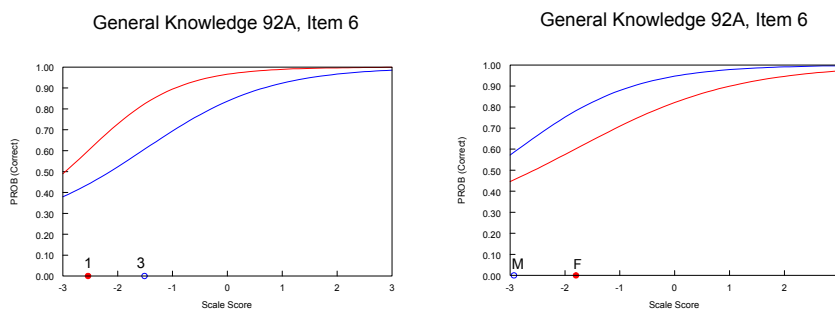 General Knowledge 92A, Item 6
1.00
0.90
0.80
0.70
0.60
0.50
0.40
0.30
0.20
0.10
0.00
PROB (Correct)
1 3
-3 -2 -1 0 1 2 3
Scale Score
General Knowledge 92A, Item 6
1.00
0.90
0.80
0.70
0.60
0.50
0.40
0.30
0.20
0.10
0.00
PROB (Correct)
M F
-3 -2 -1 0 1 2
Scale Score